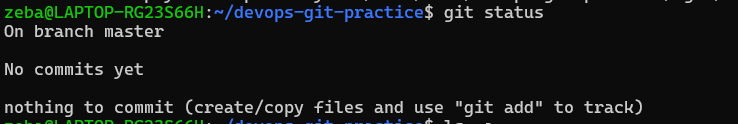 zeba@LAPTOP-RG23S66H:~/devops-git-practice$ git status
On branch master
No commits yet
nothing to commit (create/copy files and use "git add" to track)